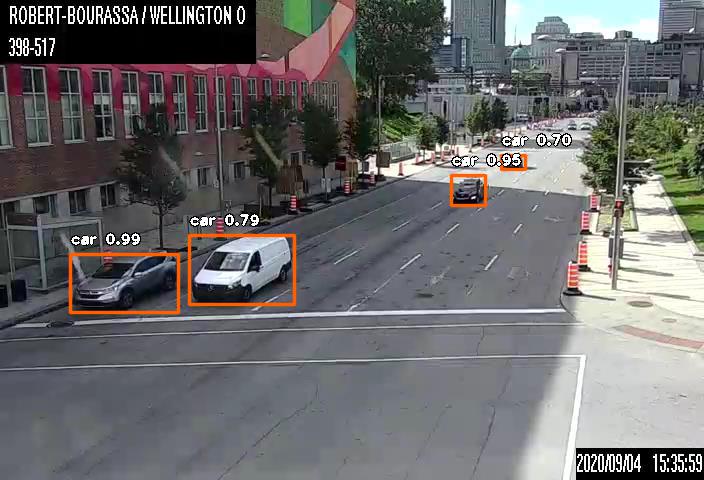 ROBERT-BOURASSA / WELLINGTON O
398-517
car 0.70
car 0.95
car 0.79
car 0.99
2020/09/04 15:35:59